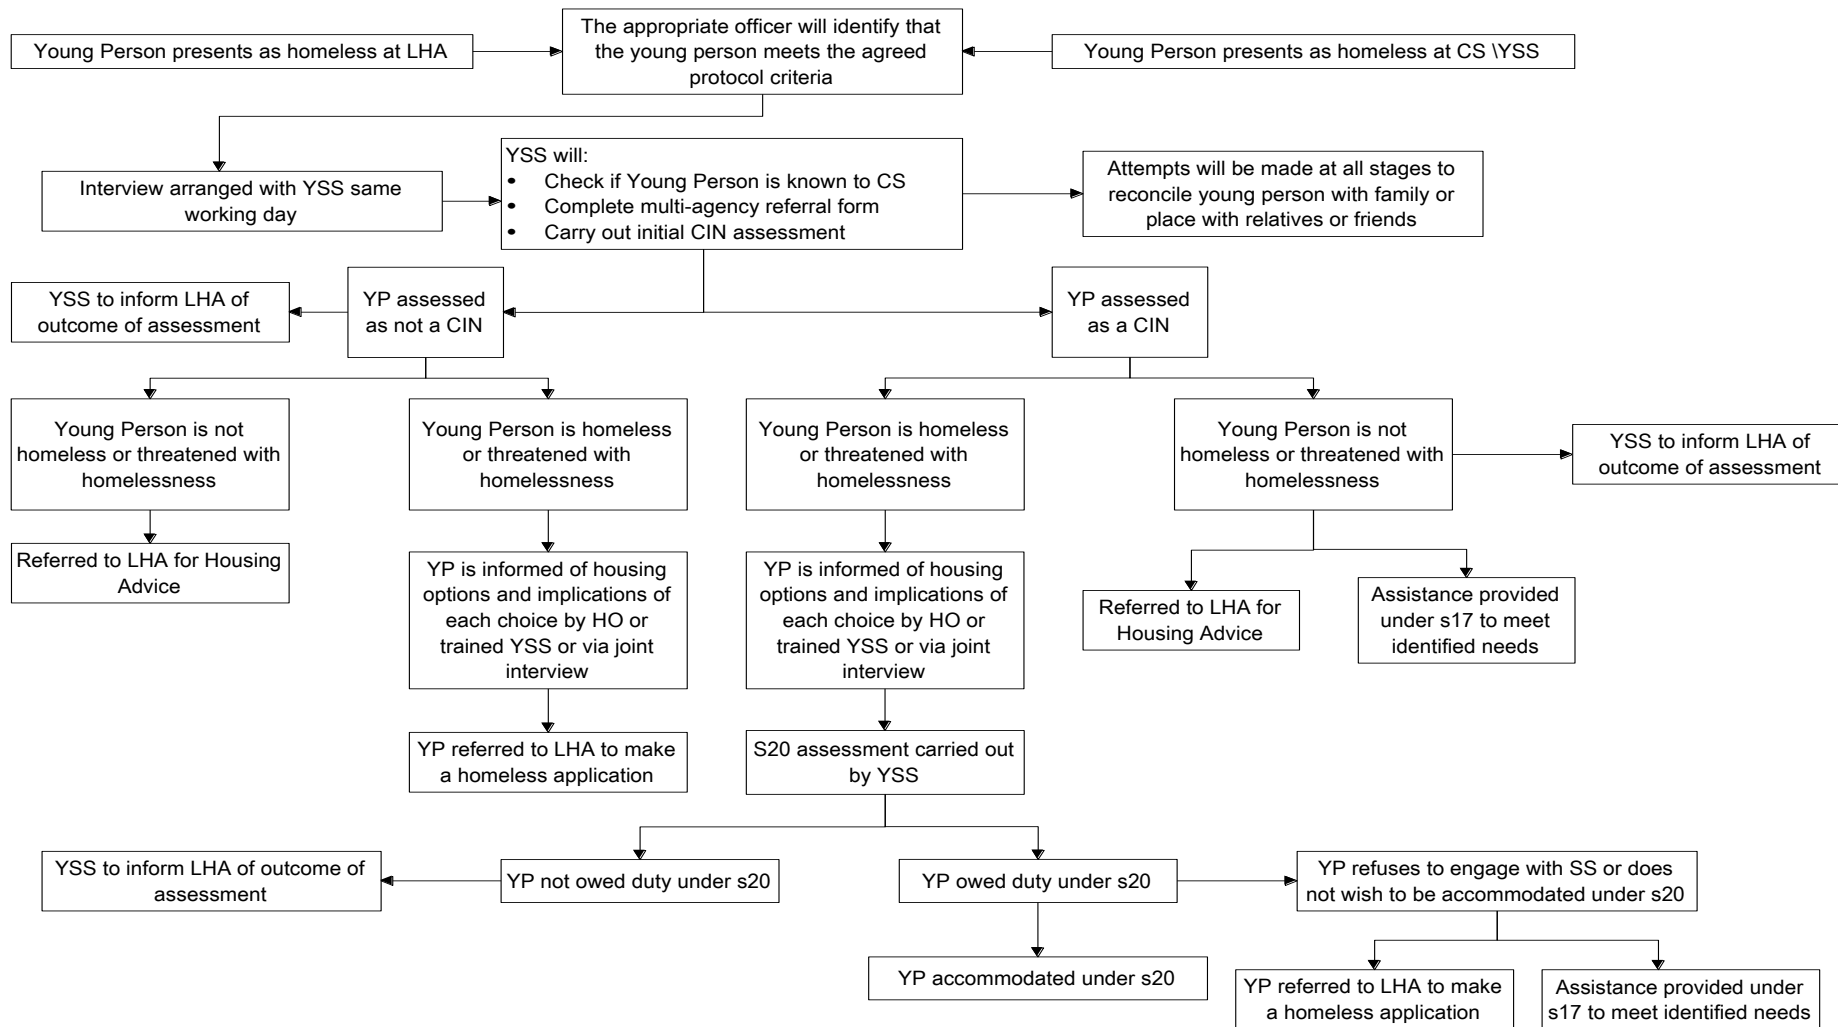 Young Person presents as homeless at LHA
The appropriate officer will identify that
the young person meets the agreed
protocol criteria
Young Person presents as homeless at CS \YSS
Interview arranged with YSS same
working day
YSS will:
• Check if Young Person is known to CS
• Complete multi-agency referral form
• Carry out initial CIN assessment
Attempts will be made at all stages to
reconcile young person with family or
place with relatives or friends
YSS to inform LHA of
outcome of assessment
YP assessed
as not a CIN
YP assessed
as a CIN
Young Person is not
homeless or threatened with
homelessness
Young Person is homeless
or threatened with
homelessness
Young Person is homeless
or threatened with
homelessness
Young Person is not
homeless or threatened with
homelessness
YSS to inform LHA of
outcome of assessment
Referred to LHA for Housing
Advice
YP is informed of housing
options and implications of
each choice by HO or
trained YSS or via joint
interview
YP is informed of housing
options and implications of
each choice by HO or
trained YSS or via joint
interview
Referred to LHA for
Housing Advice
Assistance provided
under s17 to meet
identified needs
YP referred to LHA to make
a homeless application
S20 assessment carried out
by YSS
YSS to inform LHA of outcome of
assessment
YP not owed duty under s20
YP owed duty under s20
YP refuses to engage with SS or does
not wish to be accommodated under s20
YP accommodated under s20
YP referred to LHA to make
a homeless application
Assistance provided under
s17 to meet identified needs